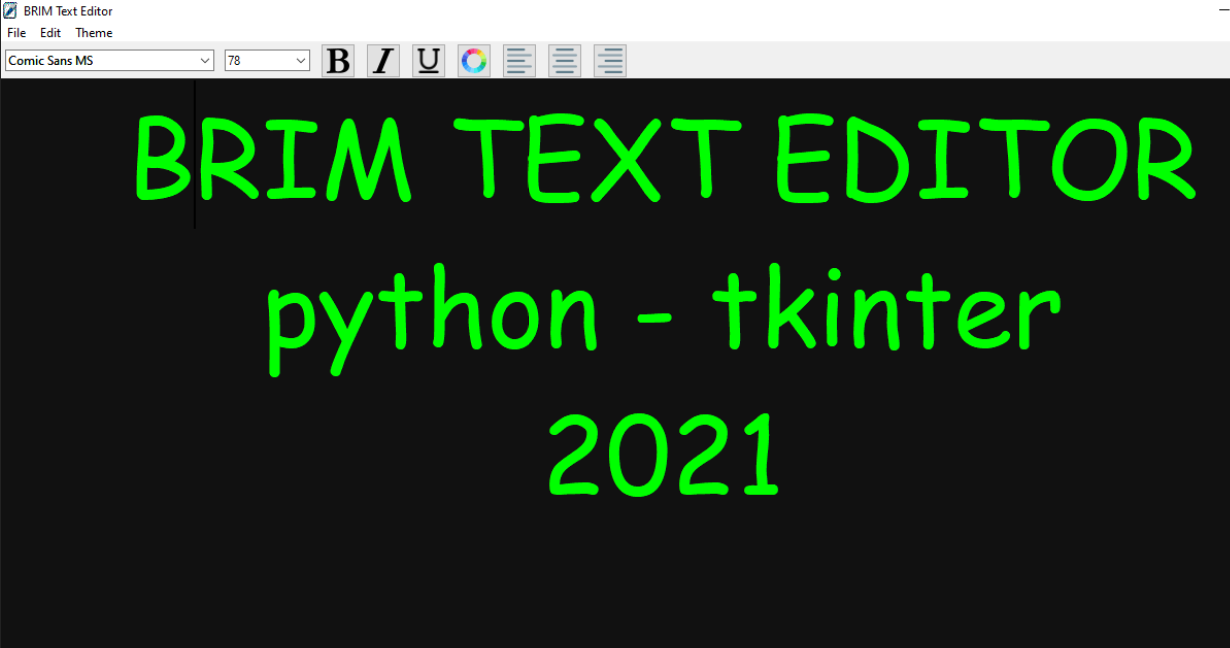 BRIM Text Editor
File Edit Theme
Comic Sans MS 78 B I U
BRIM TEXT EDITOR
python - tkinter
2021